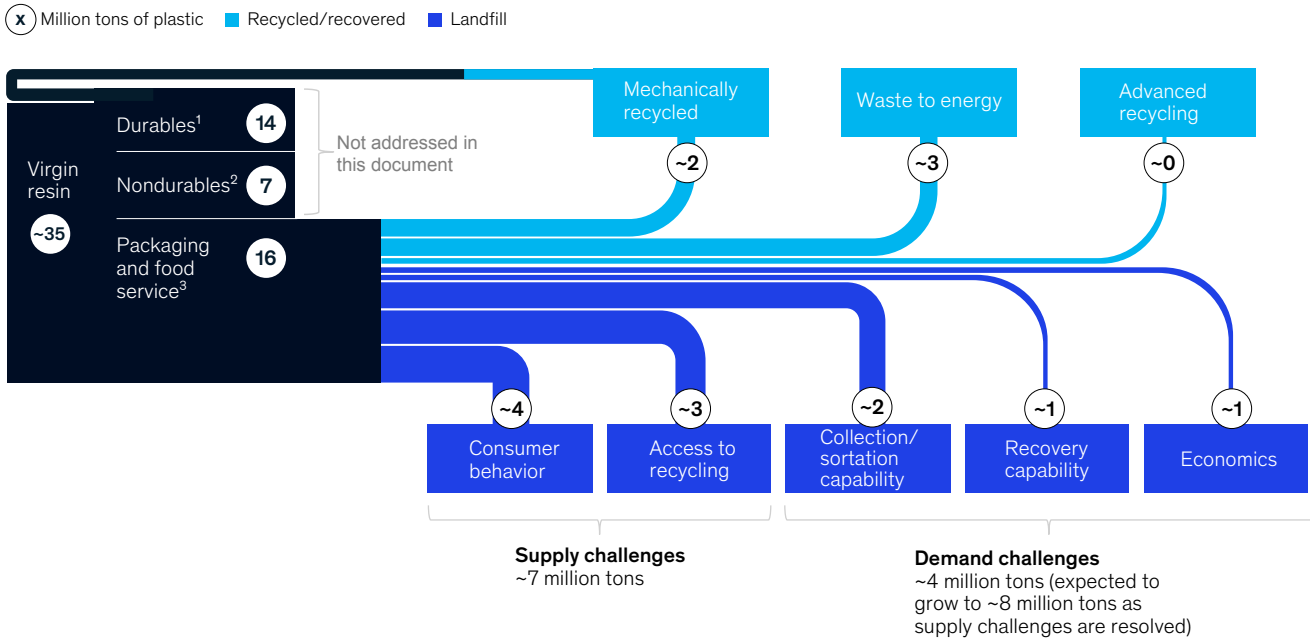 x Million tons of plastic Recycled/recovered Landfill
Mechanically
recycled
Waste to energy
Advanced
recycling
~2
~3
~0
Durables¹
14
Nondurables²
7
Not addressed in
this document
Virgin
resin
~35
Packaging
and food
service³
16
~4
~3
~2
~1
~1
Consumer
behavior
Access to
recycling
Collection/
sortation
capability
Recovery
capability
Economics
Supply challenges
~7 million tons
Demand challenges
~4 million tons (expected to
grow to ~8 million tons as
supply challenges are resolved)